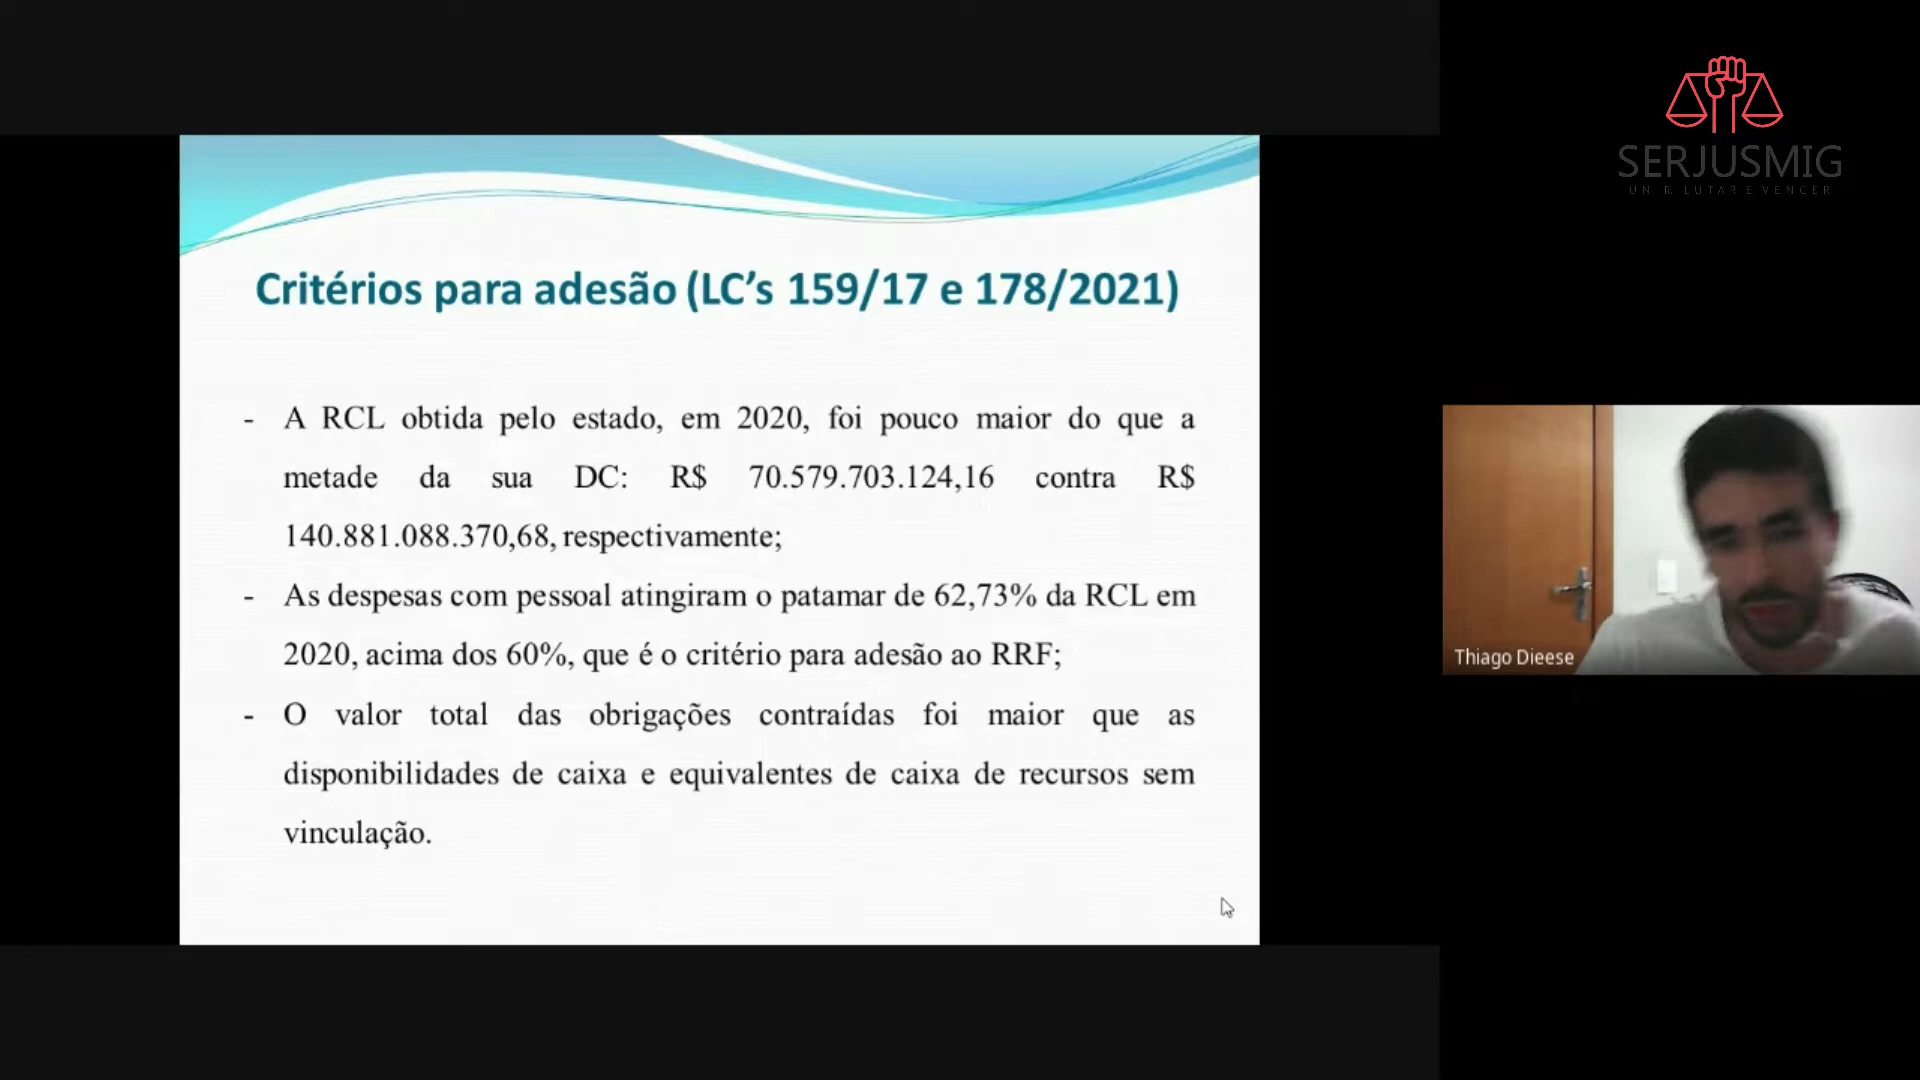 SERJUSMIG
UNIR LUTAR E VENCER
Critérios para adesão (LC’s 159/17 e 178/2021)
- A RCL obtida pelo estado, em 2020, foi pouco maior do que a
metade da sua DC: R$ 70.579.703.124,16 contra R$
140.881.088.370,68, respectivamente;
- As despesas com pessoal atingiram o patamar de 62,73% da RCL em
2020, acima dos 60%, que é o critério para adesão ao RRF;
- O valor total das obrigações contraídas foi maior que as
disponibilidades de caixa e equivalentes de caixa de recursos sem
vinculação.
Thiago Dieese